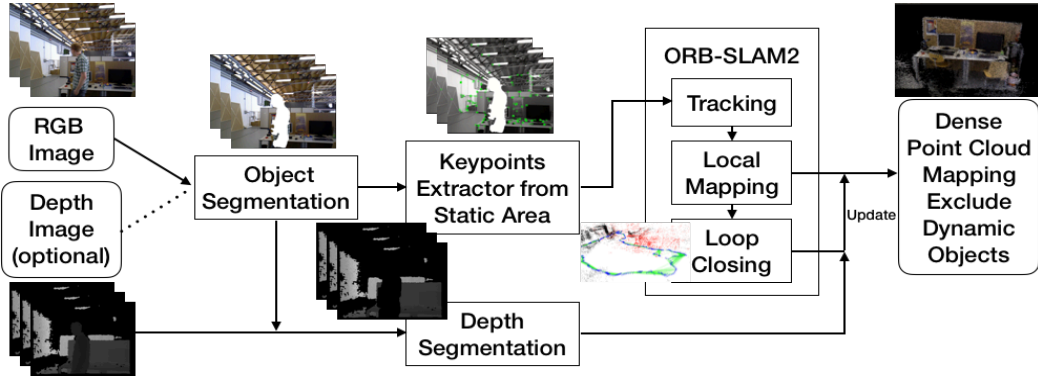 RGB
Image
Depth
Image
(optional)
Object
Segmentation
Keypoints
Extractor from
Static Area
Depth
Segmentation
ORB-SLAM2
Tracking
Local
Mapping
Loop
Closing
Update
Dense
Point Cloud
Mapping
Exclude
Dynamic
Objects